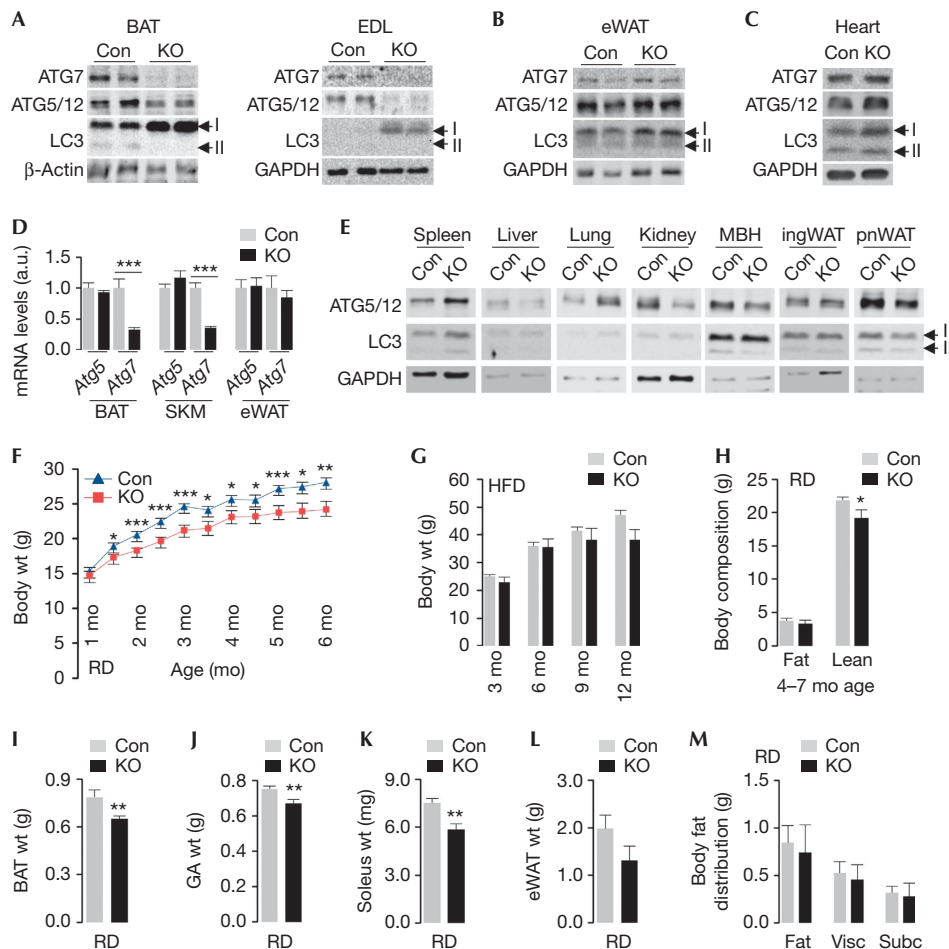 A
BAT
Con KO
ATG7
ATG5/12
LC3
I
II
β-Actin
EDL
Con KO
ATG7
ATG5/12
LC3
I
II
GAPDH
B
eWAT
Con KO
ATG7
ATG5/12
LC3
I
II
GAPDH
C
Heart
Con KO
ATG7
ATG5/12
LC3
I
II
GAPDH
D
Con
KO
mRNA levels (a.u.)
1.5
1.0
0.5
0.0
***
***
Atg5 Atg7 Atg5 Atg7 Atg5 Atg7
BAT SKM eWAT
E
Spleen Liver Lung Kidney MBH ingWAT pnWAT
Con KO Con KO Con KO Con KO Con KO Con KO Con KO
ATG5/12
LC3
I
I
GAPDH
F
Con
KO
Body wt (g)
30
25
20
15
10
5
0
* *** *** *** * * * *** * **
1 mo 2 mo 3 mo 4 mo 5 mo 6 mo
RD
Age (mo)
G
Con
KO
HFD
Body wt (g)
60
50
40
30
20
10
0
3 mo 6 mo 9 mo 12 mo
H
Con
KO
RD
Body composition (g)
25
20
15
10
5
0
*
Fat Lean
4–7 mo age
I
Con
KO
BAT wt (g)
0.9
0.6
0.3
0.0
**
RD
J
Con
KO
GA wt (g)
0.8
0.6
0.4
0.2
0.0
**
RD
K
Con
KO
Soleus wt (mg)
9.0
6.0
3.0
0.0
**
RD
L
Con
KO
eWAT wt (g)
3.0
2.0
1.0
0.0
RD
M
Con
KO
RD
Body fat
distribution (g)
1.5
1.0
0.5
0.0
Fat Visc Subc